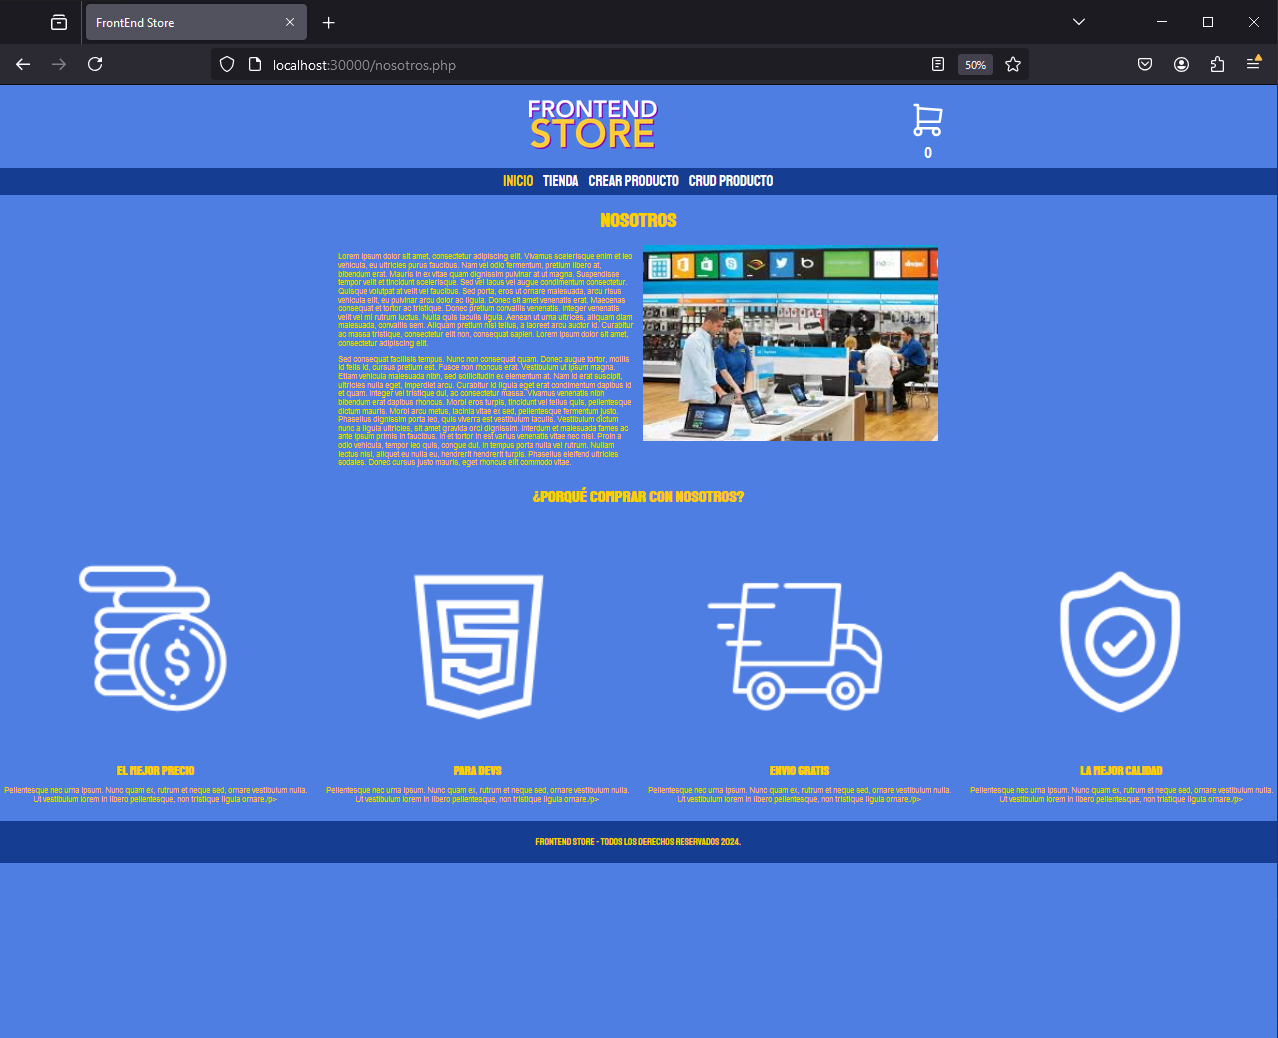 FrontEnd Store
localhost:30000/nosotros.php
50%
FRONTEND
STORE
0
INICIO TIENDA CREAR PRODUCTO CRUD PRODUCTO
NOSOTROS
Lorem ipsum dolor sit amet, consectetur adipiscing elit. Vivamus scelerisque enim et leo
vehicula, eu ultricies purus faucibus. Nam vel odio fermentum, pretium libero at,
bibendum erat. Mauris in ex vitae quam dignissim pulvinar at ut magna. Suspendisse
tempor velit et tincidunt scelerisque. Sed vel lacus vel augue condimentum consectetur.
Quisque volutpat at velit vel faucibus. Sed porta, eros ut ornare malesuada, arcu risus
vehicula elit, eu pulvinar arcu dolor ac ligula. Donec sit amet venenatis erat. Maecenas
consequat et tortor ac tristique. Donec pretium convallis venenatis. Integer venenatis
velit vel mi rutrum luctus. Nulla quis iaculis ligula. Aenean ut urna ultrices, aliquam diam
malesuada, convallis sem. Aliquam pretium nisi tellus, a laoreet arcu auctor id. Curabitur
ac massa tristique, consectetur elit non, consequat sapien. Lorem ipsum dolor sit amet,
consectetur adipiscing elit.
Sed consequat facilisis tempus. Nunc non consequat quam. Donec augue tortor, mollis
id felis id, cursus pretium est. Fusce non rhoncus erat. Vestibulum ut ipsum magna.
Etiam vehicula malesuada nibh, sed sollicitudin ex elementum at. Nam id erat suscipit,
ultricies nulla eget, imperdiet arcu. Curabitur id ligula eget erat condimentum dapibus id
et quam. Integer vel tristique dui, ac consectetur massa. Vivamus venenatis nibh
bibendum erat dapibus rhoncus. Morbi eros turpis, tincidunt vel tellus quis, pellentesque
dictum mauris. Morbi arcu metus, lacinia vitae ex sed, pellentesque fermentum justo.
Phasellus dignissim porta leo, quis viverra est vestibulum iaculis. Vestibulum dictum
nunc a ligula ultricies, sit amet gravida orci dignissim. Interdum et malesuada fames ac
ante ipsum primis in faucibus. In et tortor in est varius venenatis vitae nec nisi. Proin a
odio vehicula, tempor leo quis, congue dui. In tempus porta nulla vel rutrum. Nullam
lectus nisl, aliquet eu nulla eu, hendrerit hendrerit turpis. Phasellus eleifend ultricies
sodales. Donec cursus justo mauris, eget rhoncus elit commodo vitae.
¿PORQUÉ COMPRAR CON NOSOTROS?
EL MEJOR PRECIO
Pellentesque nec urna ipsum. Nunc quam ex, rutrum et neque sed, ornare vestibulum nulla.
Ut vestibulum lorem in libero pellentesque, non tristique ligula ornare./p>
PARA DEVS
Pellentesque nec urna ipsum. Nunc quam ex, rutrum et neque sed, ornare vestibulum nulla.
Ut vestibulum lorem in libero pellentesque, non tristique ligula ornare./p>
ENVIO GRATIS
Pellentesque nec urna ipsum. Nunc quam ex, rutrum et neque sed, ornare vestibulum nulla.
Ut vestibulum lorem in libero pellentesque, non tristique ligula ornare./p>
LA MEJOR CALIDAD
Pellentesque nec urna ipsum. Nunc quam ex, rutrum et neque sed, ornare vestibulum nulla.
Ut vestibulum lorem in libero pellentesque, non tristique ligula ornare./p>
FRONTEND STORE - TODOS LOS DERECHOS RESERVADOS 2024.